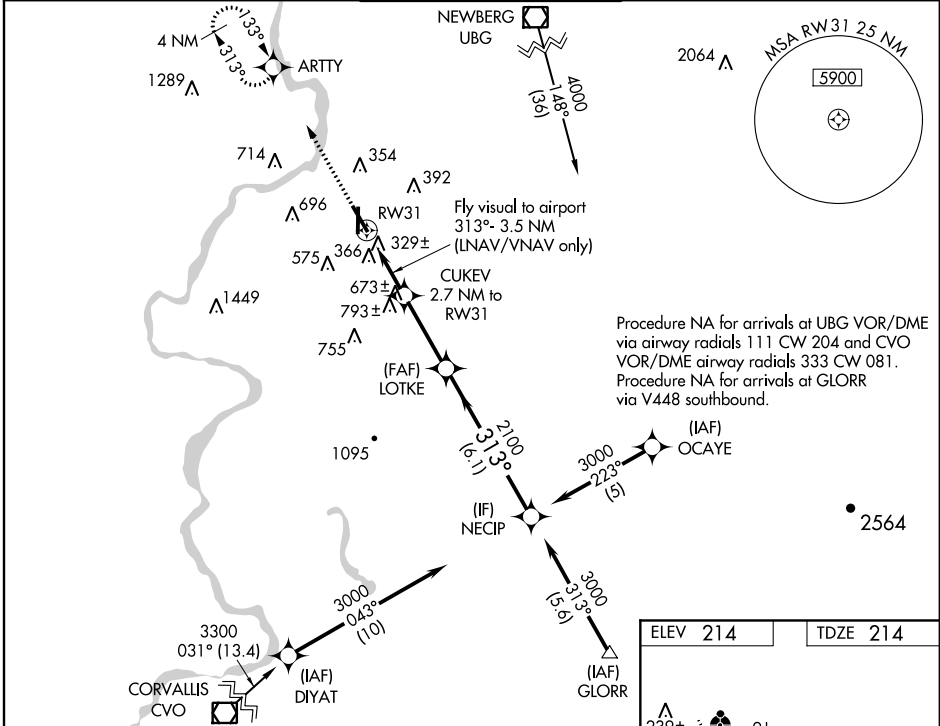 NEWBERG
UBG
4000
148°
(36)
2064
MSA RW31 25 NM
5900
133°
4 NM
313°
ARTTY
1289
714
354
392
696
RW31
Fly visual to airport
313°- 3.5 NM
(LNAV/VNAV only)
329±
366
575
CUKEV
2.7 NM to
RW31
673±
793±
1449
755
Procedure NA for arrivals at UBG VOR/DME
via airway radials 111 CW 204 and CVO
VOR/DME airway radials 333 CW 081.
Procedure NA for arrivals at GLORR
via V448 southbound.
(FAF)
LOTKE
2100
313°
(6.1)
1095
(IAF)
OCAYE
3000
223°
(5)
(IF)
NECIP
2564
3000
043°
(10)
3000
313°
(5.6)
3300
031° (13.4)
(IAF)
DIYAT
(IAF)
GLORR
CORVALLIS
CVO
ELEV 214
TDZE 214